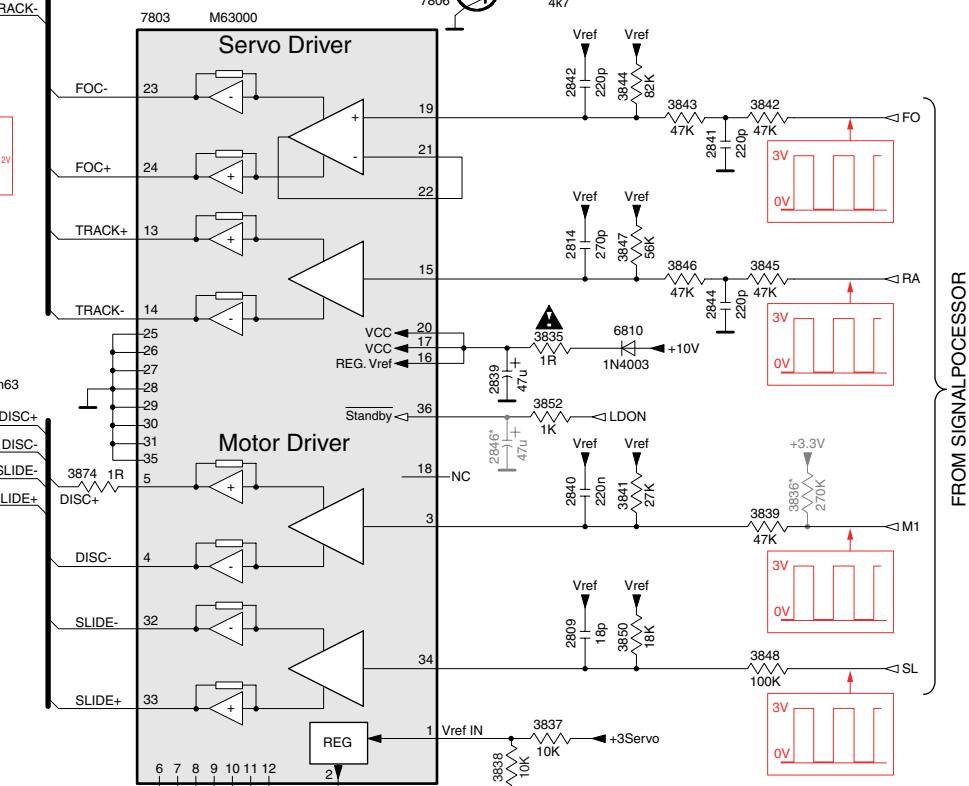 RACK-
7806
4k7
7803 M63000
Servo Driver
Vref Vref
2842 220p
3844 82K
FOC- 23
-
+
19
3843 47K
2841 220p
3842 47K
FO
2V
3V
0V
-
21
FOC+ 24
+
22
Vref Vref
TRACK+ 13
+
2814 270p
3847 56K
15
3846 47K
2844 220p
3845 47K
RA
TRACK- 14
-
3V
0V
25
26
27
28
29
30
31
35
VCC 20
VCC 17
REG. Vref 16
2839 47u +
3835 1R
6810 1N4003
+10V
Standby 36
3852 1K
LDON
2846* 47u +
FROM SIGNALPOCESSOR
n63
DISC+
DISC-
SLIDE-
LIDE+
Motor Driver
18 NC
Vref Vref
+3.3V
3874 1R
DISC+
5
+
2840 220n
3841 27K
3836* 270K
3
3839 47K
M1
DISC- 4
-
3V
0V
Vref Vref
SLIDE- 32
-
2809 18p
3850 18K
34
3848 100K
SL
SLIDE+ 33
+
3V
0V
REG
1 Vref IN
3837 10K
+3Servo
3838 10K
6 7 8 9 10 11 12
2